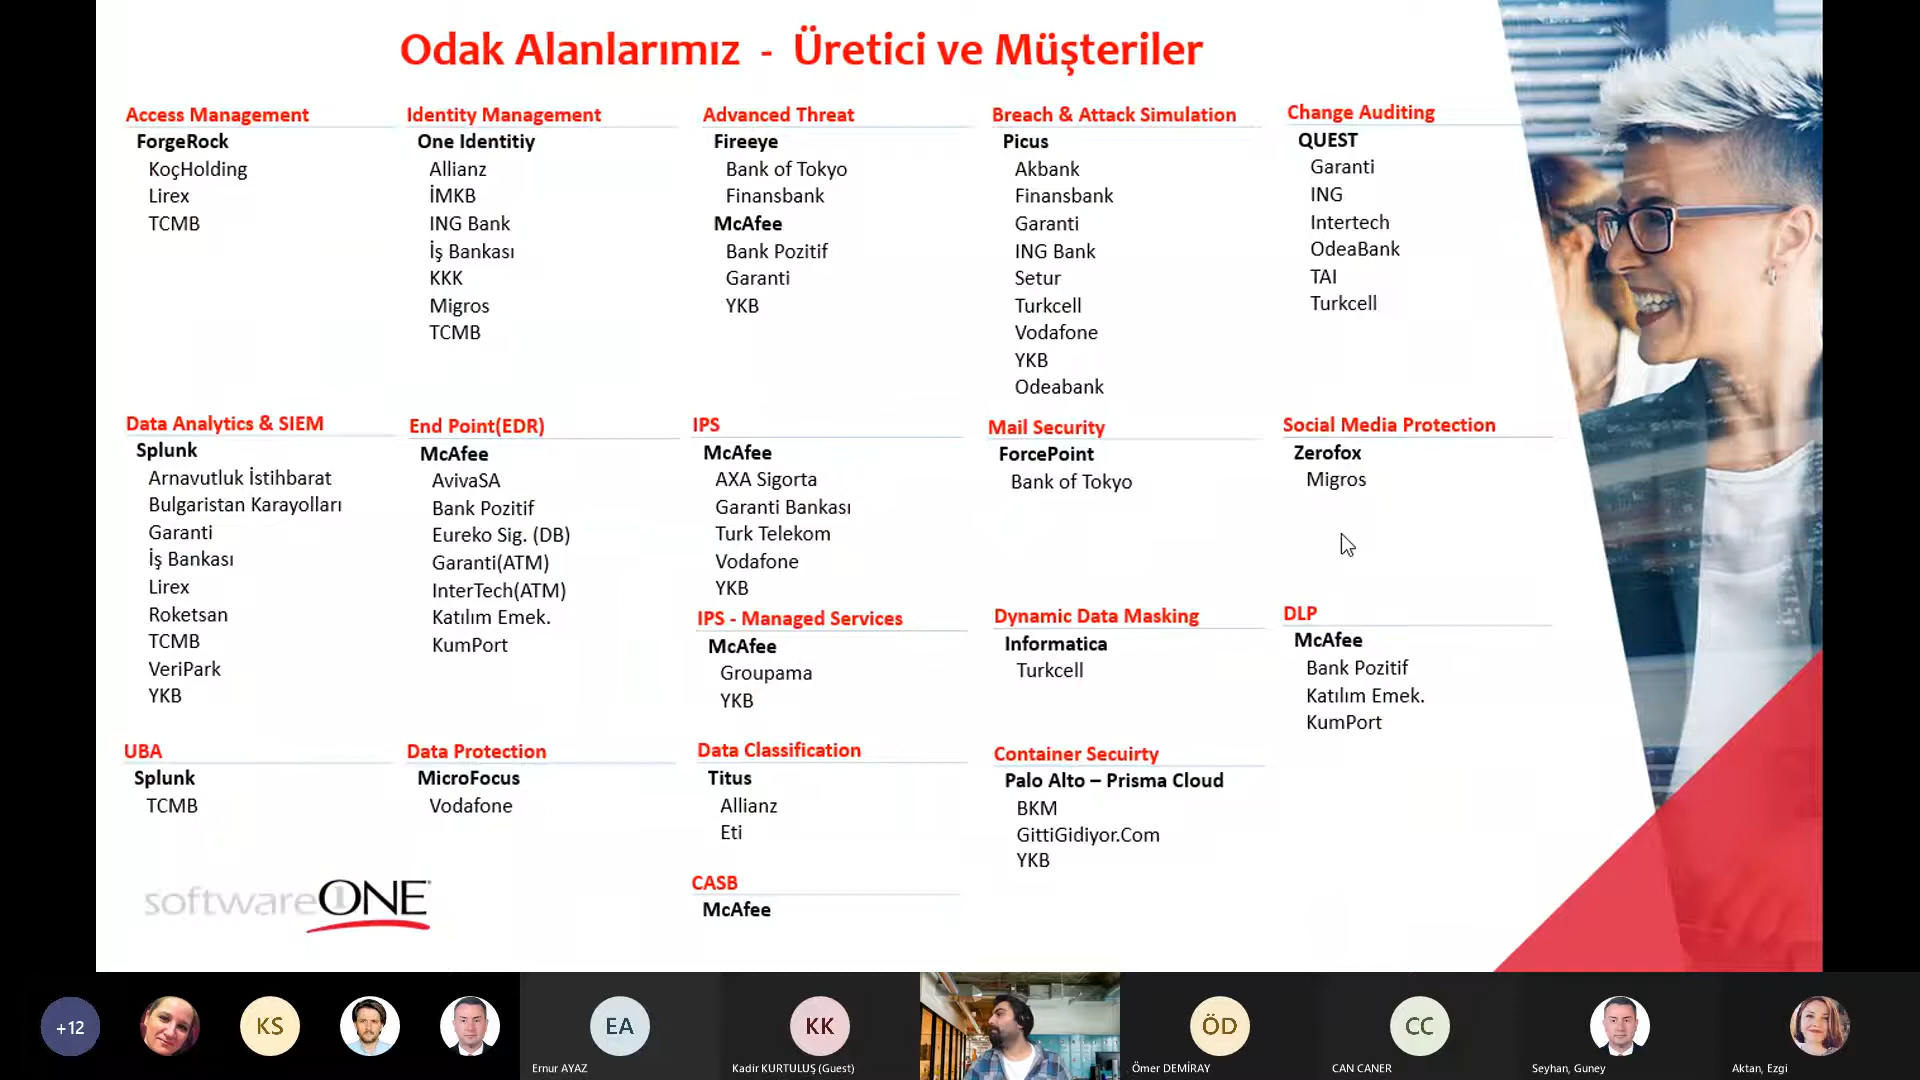 Odak Alanlarımız - Üretici ve Müşteriler
Access Management
ForgeRock
KoçHolding
Lirex
TCMB
Identity Management
One Identitiy
Allianz
İMKB
ING Bank
İş Bankası
KKK
Migros
TCMB
Advanced Threat
Fireeye
Bank of Tokyo
Finansbank
McAfee
Bank Pozitif
Garanti
YKB
Breach & Attack Simulation
Picus
Akbank
Finansbank
Garanti
ING Bank
Setur
Turkcell
Vodafone
YKB
Odeabank
Change Auditing
QUEST
Garanti
ING
Intertech
OdeaBank
TAI
Turkcell
Data Analytics & SIEM
Splunk
Arnavutluk İstihbarat
Bulgaristan Karayolları
Garanti
İş Bankası
Lirex
Roketsan
TCMB
VeriPark
YKB
End Point(EDR)
McAfee
AvivaSA
Bank Pozitif
Eureko Sig. (DB)
Garanti(ATM)
InterTech(ATM)
Katılım Emek.
KumPort
IPS
McAfee
AXA Sigorta
Garanti Bankası
Turk Telekom
Vodafone
YKB
IPS - Managed Services
McAfee
Groupama
YKB
Mail Security
ForcePoint
Bank of Tokyo
Dynamic Data Masking
Informatica
Turkcell
Social Media Protection
Zerofox
Migros
DLP
McAfee
Bank Pozitif
Katılım Emek.
KumPort
UBA
Splunk
TCMB
Data Protection
MicroFocus
Vodafone
Data Classification
Titus
Allianz
Eti
Container Secuirty
Palo Alto – Prisma Cloud
BKM
GittiGidiyor.Com
YKB
CASB
McAfee
softwareONE
+12
KS
EA
Ernur AYAZ
KK
Kadir KURTULUŞ (Guest)
ÖD
Ömer DEMİRAY
CC
CAN CANER
Seyhan, Guney
Aktan, Ezgi